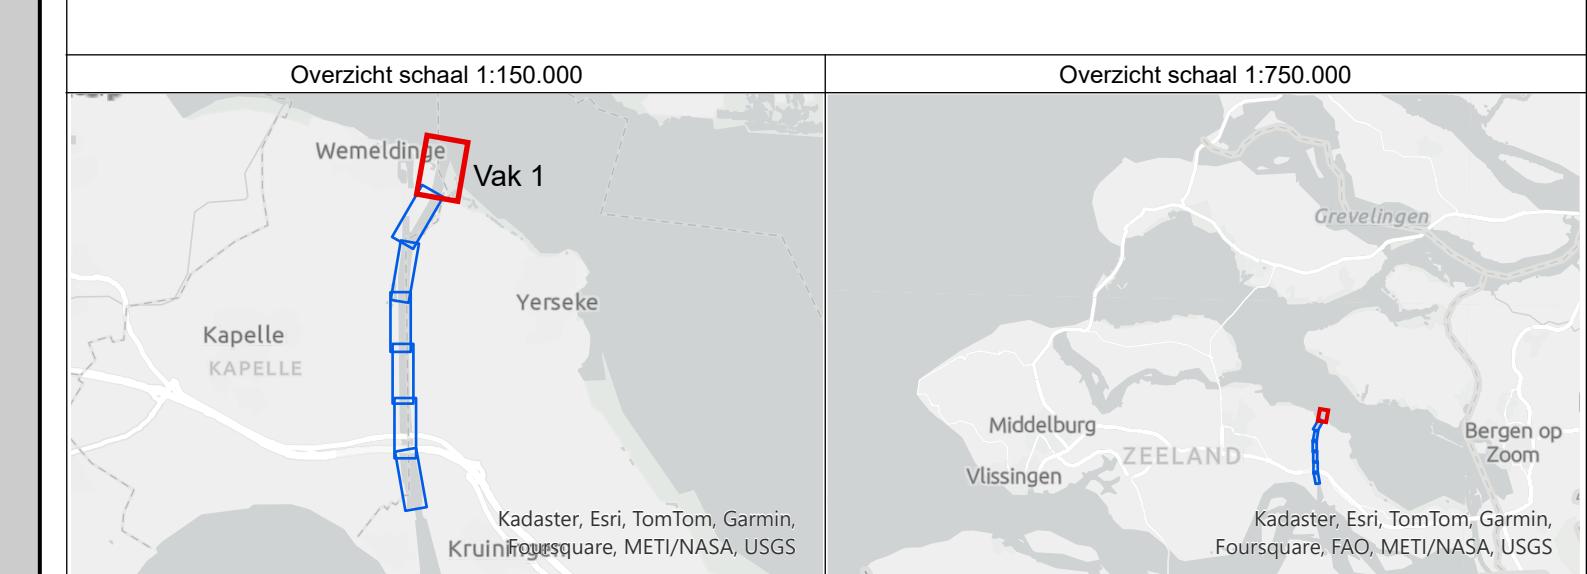 Overzicht schaal 1:150.000
Wemeldinge
Vak 1
Yerseke
Kapelle
KAPELLE
Kruiningen
Kadaster, Esri, TomTom, Garmin,
Foursquare, METI/NASA, USGS
Overzicht schaal 1:750.000
Grevelingen
Middelburg
ZEELAND
Vlissingen
Bergen op
Zoom
Kadaster, Esri, TomTom, Garmin,
Foursquare, FAO, METI/NASA, USGS